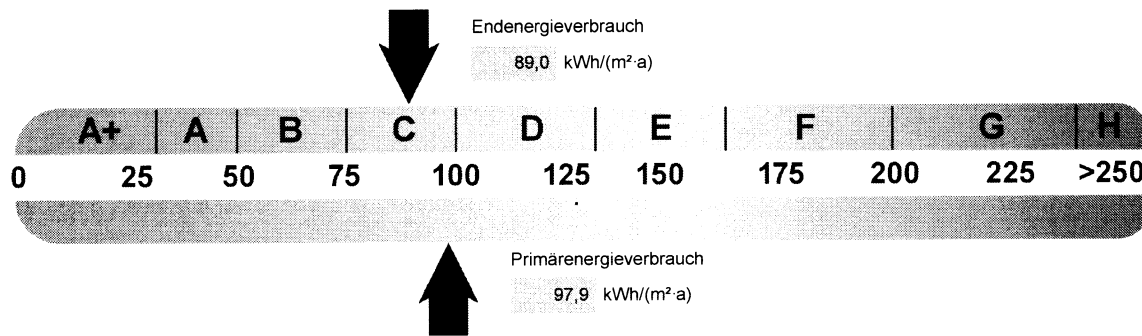 Endenergieverbrauch
89,0 kWh/(m²·a)
A+ A B C D E F G H
0 25 50 75 100 125 150 175 200 225 >250
Primärenergieverbrauch
97,9 kWh/(m²·a)